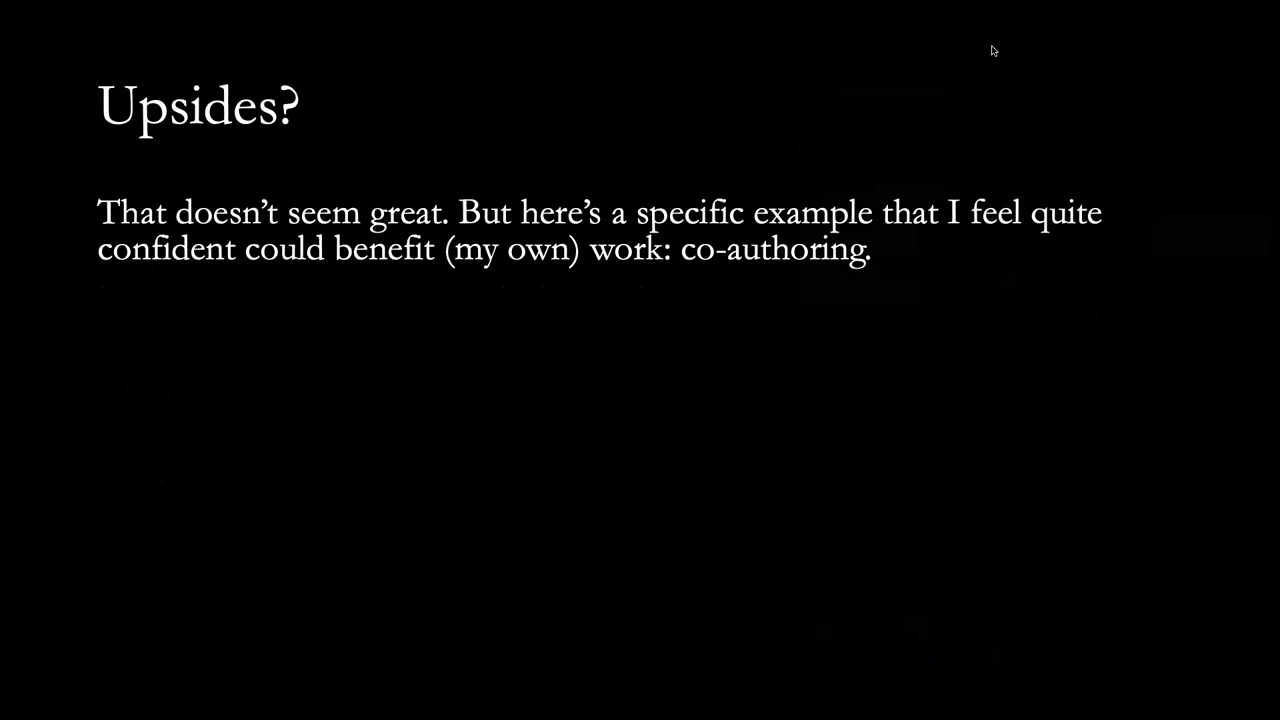 Upsides?
That doesn’t seem great. But here’s a specific example that I feel quite
confident could benefit (my own) work: co-authoring.